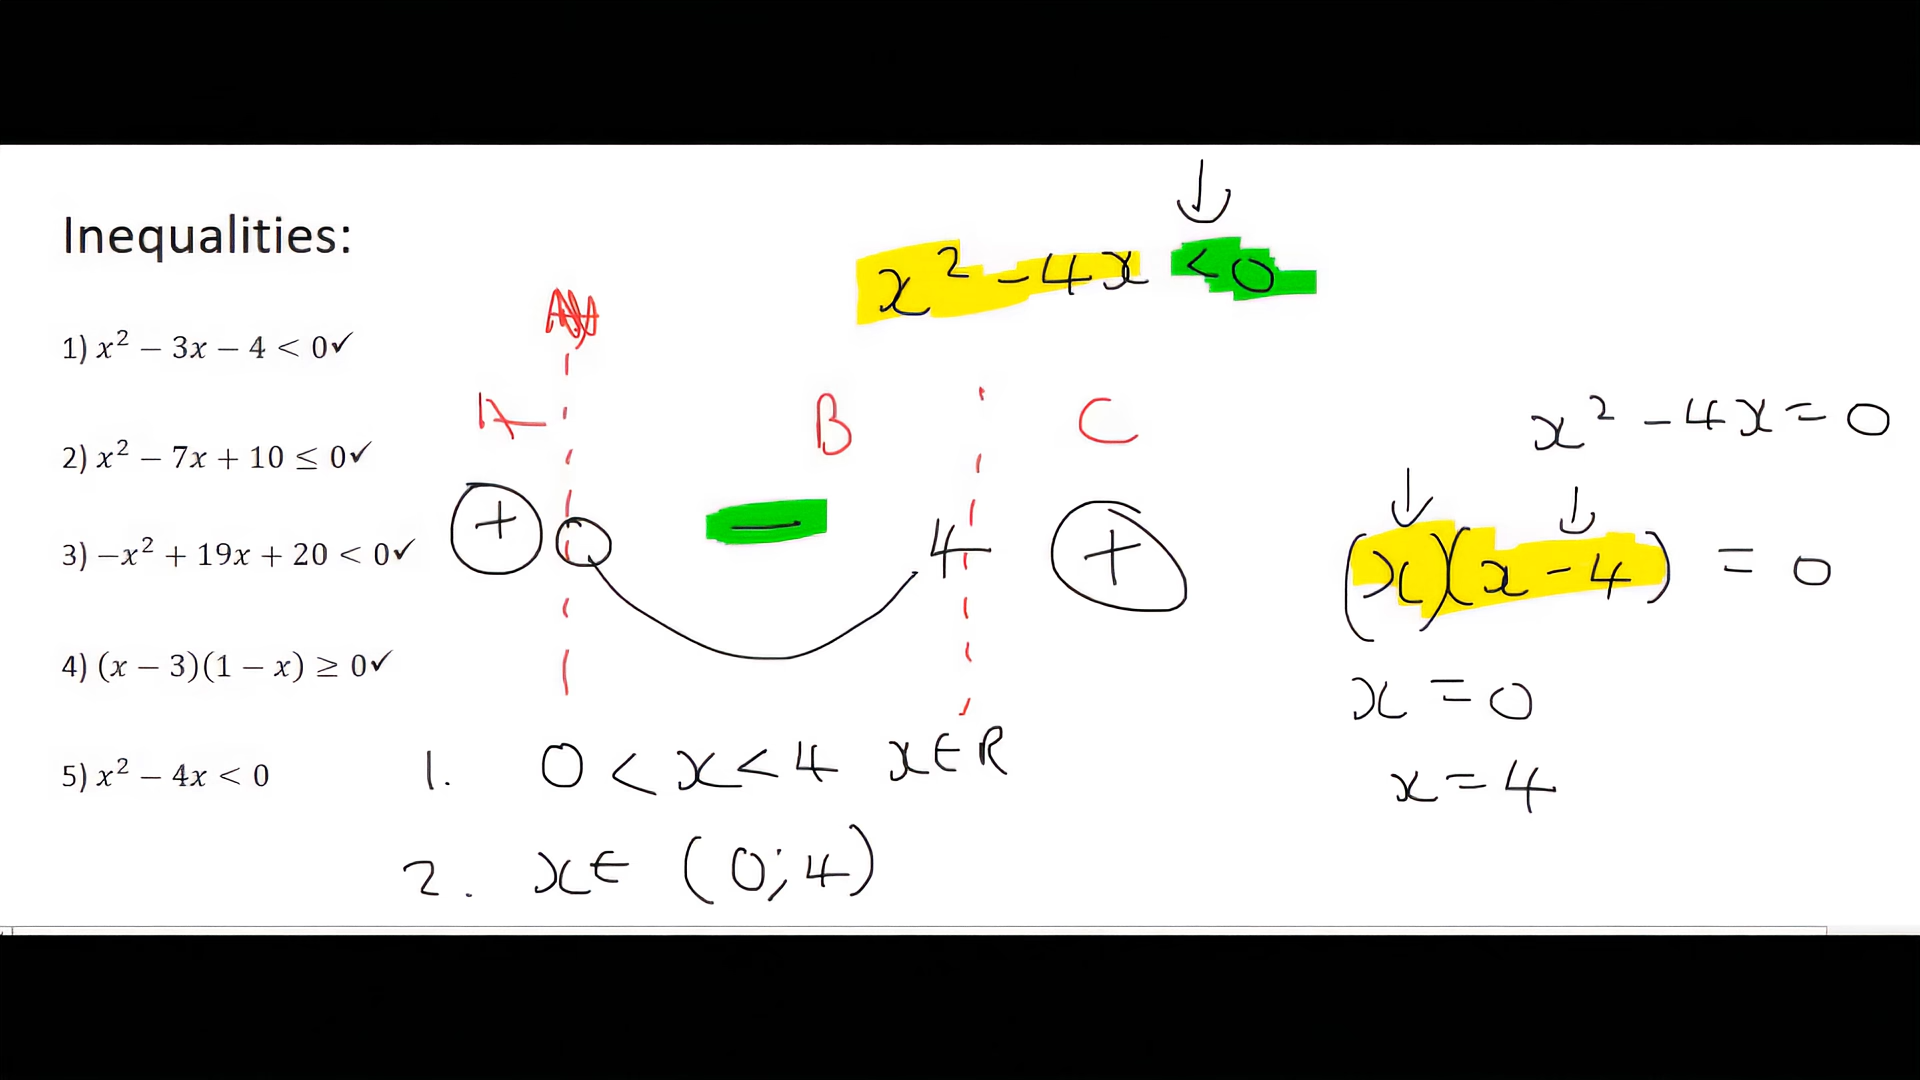 Inequalities:
1) x² − 3x − 4 < 0✓
2) x² − 7x + 10 ≤ 0✓
3) −x² + 19x + 20 < 0✓
4) (x − 3)(1 − x) ≥ 0✓
5) x² − 4x < 0
x² − 4x < 0
A B C
+ 0 − 4 +
1. 0 < x < 4 x ∈ R
2. x ∈ (0;4)
x² − 4x = 0
(x)(x − 4) = 0
x = 0
x = 4